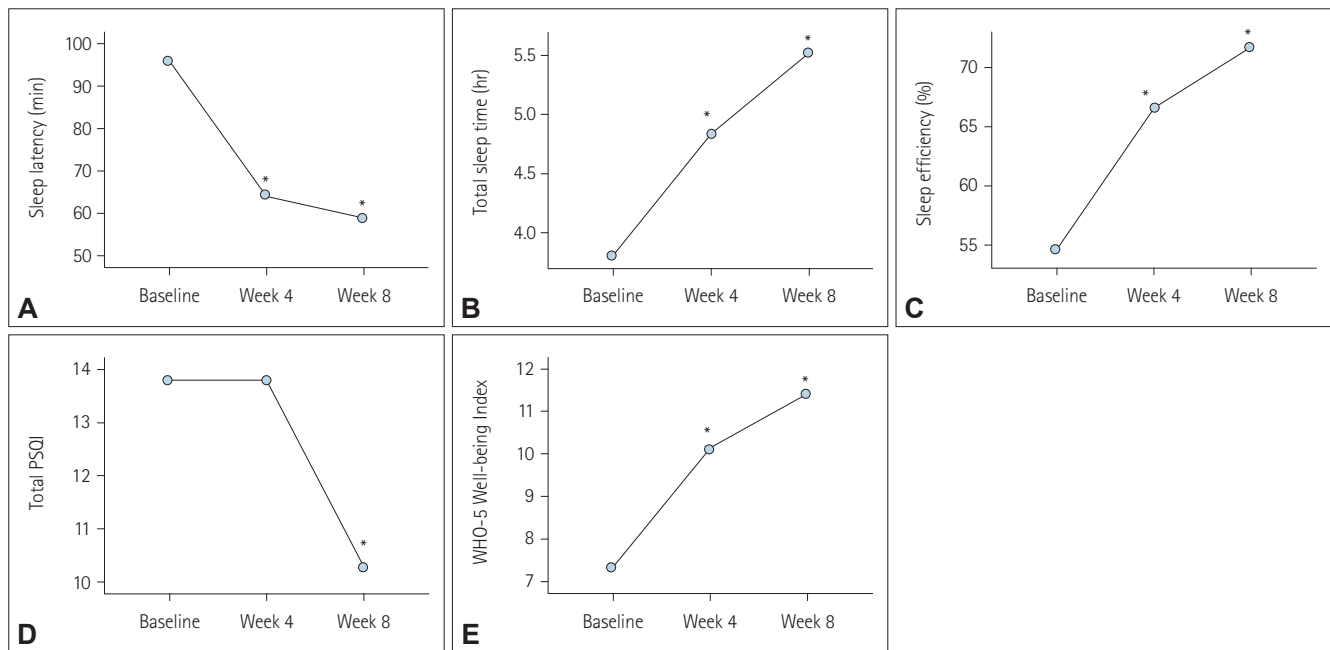 Sleep latency (min)
100
90
80
70
60
50
*
*
Baseline Week 4 Week 8
A
Total sleep time (hr)
5.5
5.0
4.5
4.0
*
*
Baseline Week 4 Week 8
B
Sleep efficiency (%)
70
65
60
55
*
*
Baseline Week 4 Week 8
C
Total PSQI
14
13
12
13
10
*
Baseline Week 4 Week 8
D
WHO-5 Well-being Index
12
11
10
9
8
7
*
*
Baseline Week 4 Week 8
E